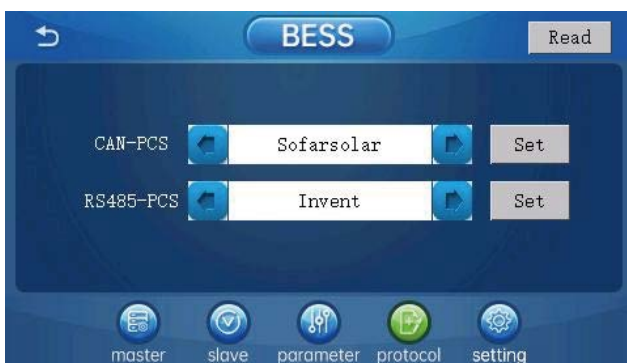 BESS
Read
CAN-PCS Sofarsolar Set
RS485-PCS Invent Set
master slave parameter protocol setting